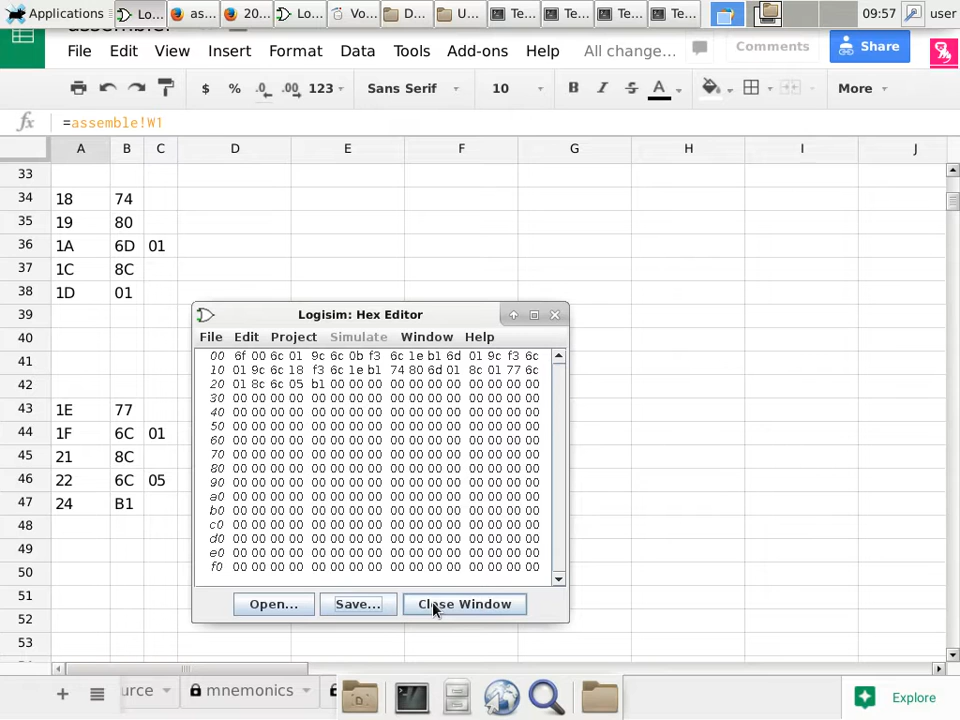 Applications Lo... as... 20... Lo... Vo... D... U... Te... Te... Te... Te... 09:57 user
File Edit View Insert Format Data Tools Add-ons Help All change... Comments Share
$ % .0 .00 123 Sans Serif 10 B I S A More
fx =assemble!W1
A B C D E F G H I J
33
34 18 74
35 19 80
36 1A 6D 01
37 1C 8C
38 1D 01
39
40
41
42
43 1E 77
44 1F 6C 01
45 21 8C
46 22 6C 05
47 24 B1
48
49
50
51
52
53
Logisim: Hex Editor
File Edit Project Simulate Window Help
00 6f 00 6c 01 9c 6c 0b f3 6c 1e b1 6d 01 9c f3 6c
10 01 9c 6c 18 f3 6c 1e b1 74 80 6d 01 8c 01 77 6c
20 01 8c 6c 05 b1 00 00 00 00 00 00 00 00 00 00 00
30 00 00 00 00 00 00 00 00 00 00 00 00 00 00 00 00
40 00 00 00 00 00 00 00 00 00 00 00 00 00 00 00 00
50 00 00 00 00 00 00 00 00 00 00 00 00 00 00 00 00
60 00 00 00 00 00 00 00 00 00 00 00 00 00 00 00 00
70 00 00 00 00 00 00 00 00 00 00 00 00 00 00 00 00
80 00 00 00 00 00 00 00 00 00 00 00 00 00 00 00 00
90 00 00 00 00 00 00 00 00 00 00 00 00 00 00 00 00
a0 00 00 00 00 00 00 00 00 00 00 00 00 00 00 00 00
b0 00 00 00 00 00 00 00 00 00 00 00 00 00 00 00 00
c0 00 00 00 00 00 00 00 00 00 00 00 00 00 00 00 00
d0 00 00 00 00 00 00 00 00 00 00 00 00 00 00 00 00
e0 00 00 00 00 00 00 00 00 00 00 00 00 00 00 00 00
f0 00 00 00 00 00 00 00 00 00 00 00 00 00 00 00 00
Open... Save... Close Window
urce mnemonics Explore